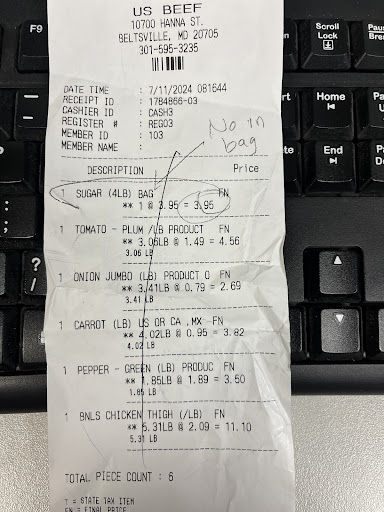 US BEEF
10700 HANNA ST.
BELTSVILLE, MD 20705
301-595-3235
DATE TIME : 7/11/2024 081644
RECEIPT ID : 1784866-03
CASHIER ID : CASH3
REGISTER # : REG03
MEMBER ID : 103
MEMBER NAME :
No in
bag
DESCRIPTION Price
1 SUGAR (4LB) BAG FN
** 1 @ 3.95 = 3.95
1 TOMATO - PLUM /LB PRODUCT FN
** 3.06LB @ 1.49 = 4.56
3.06 LB
1 ONION JUMBO (LB) PRODUCT O FN
** 3.41LB @ 0.79 = 2.69
3.41 LB
1 CARROT (LB) US OR CA ,MX FN
** 4.02LB @ 0.95 = 3.82
4.02 LB
1 PEPPER - GREEN (LB) PRODUC FN
** 1.85LB @ 1.89 = 3.50
1.85 LB
1 BNLS CHICKEN THIGH (/LB) FN
** 5.31LB @ 2.09 = 11.10
5.31 LB
TOTAL PIECE COUNT : 6
T = STATE TAX ITEM
FN = FINAL PRICE
F9
Scroll
Lock
Home
End
?
/